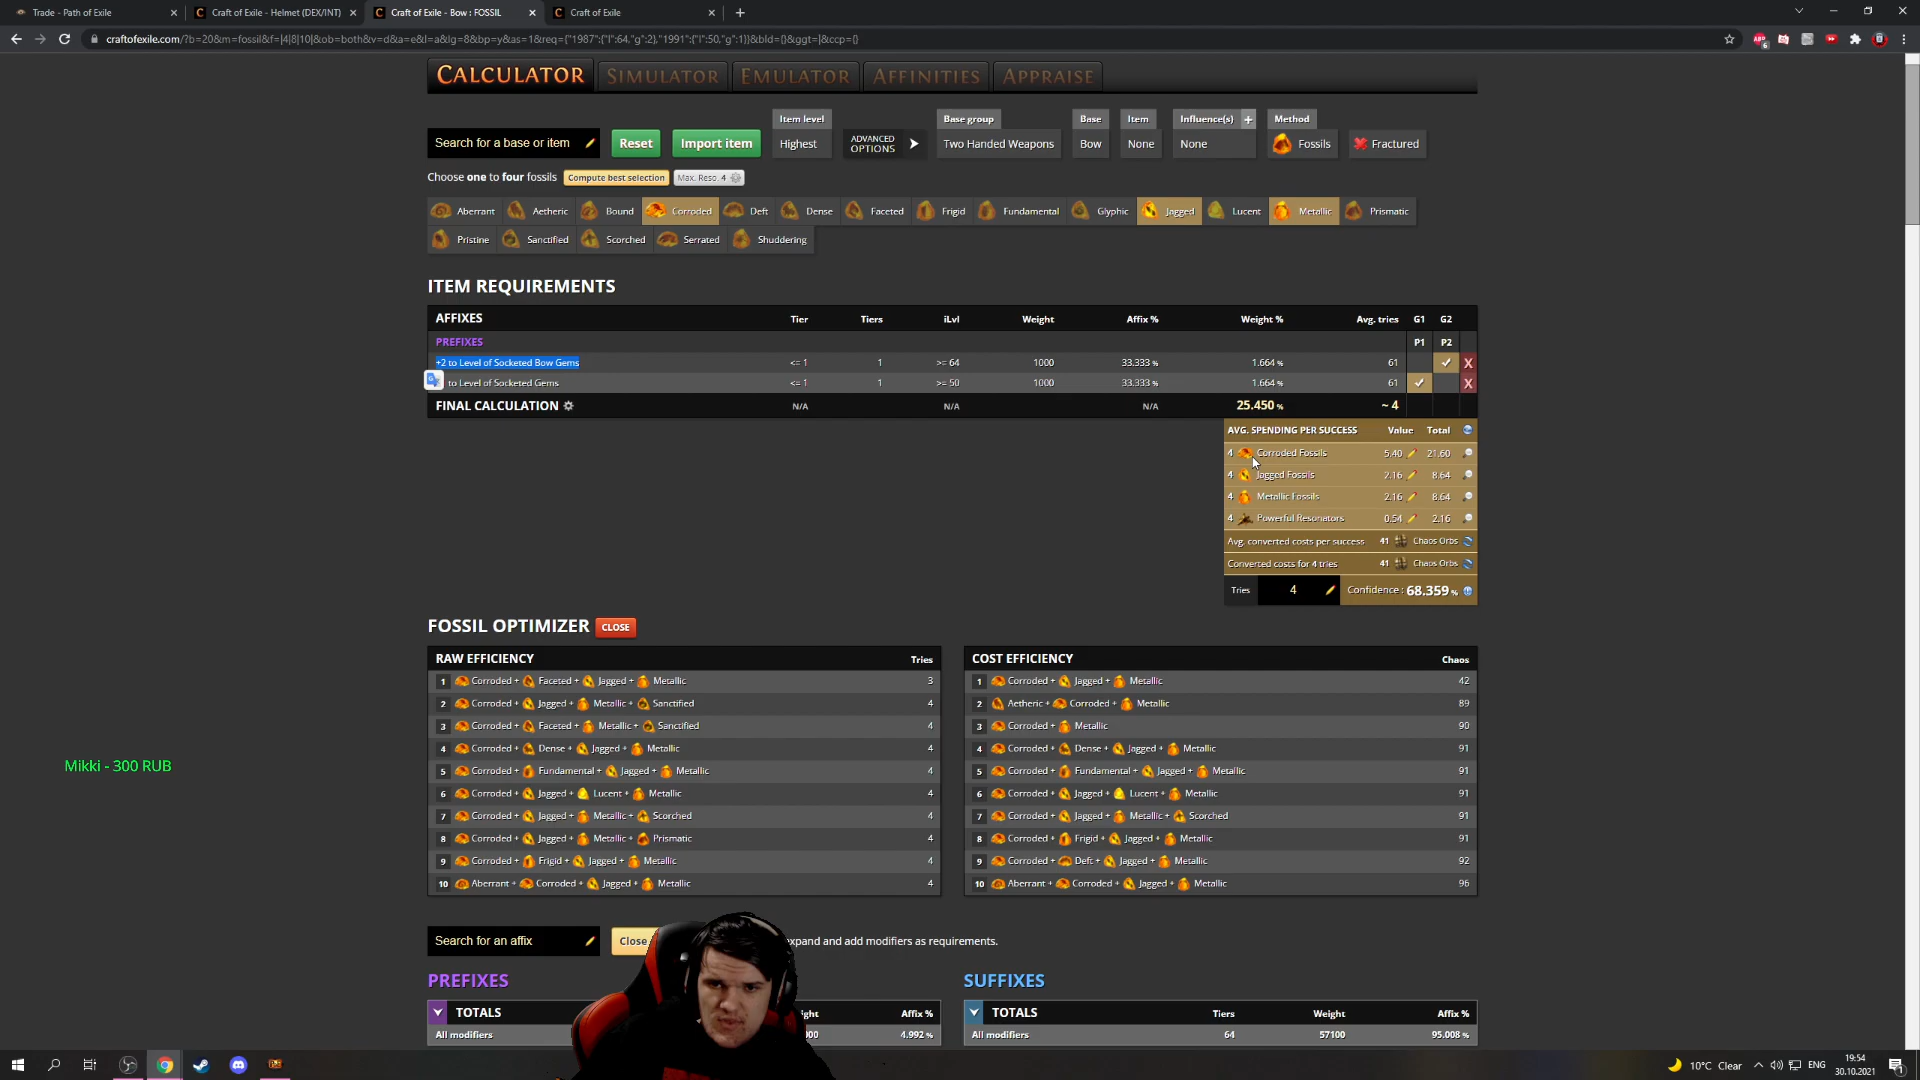 Trade - Path of Exile
Craft of Exile - Helmet (DEX/INT)
Craft of Exile - Bow : FOSSIL
Craft of Exile
craftofexile.com/?b=20&m=fossil&f=|4|8|10|&ob=both&v=d&a=e&l=a&lg=8&bp=y&as=1&req={"1987":{"l":64,"g":2},"1991":{"l":50,"g":1}}&bld={}&ggt=|&ccp={}
CALCULATOR SIMULATOR EMULATOR AFFINITIES APPRAISE
Item level Base group Base Item Influence(s) + Method
Search for a base or item Reset Import item Highest ADVANCED OPTIONS Two Handed Weapons Bow None None Fossils Fractured
Choose one to four fossils Compute best selection Max. Reso. 4
Aberrant Aetheric Bound Corroded Deft Dense Faceted Frigid Fundamental Glyphic Jagged Lucent Metallic Prismatic
Pristine Sanctified Scorched Serrated Shuddering
ITEM REQUIREMENTS
AFFIXES Tier Tiers iLvl Weight Affix % Weight % Avg. tries G1 G2
PREFIXES P1 P2
+2 to Level of Socketed Bow Gems <= 1 1 >= 64 1000 33.333 % 1.664 % 61 X
to Level of Socketed Gems <= 1 1 >= 50 1000 33.333 % 1.664 % 61 X
FINAL CALCULATION N/A N/A N/A 25.450 % ~ 4
AVG. SPENDING PER SUCCESS Value Total
4 Corroded Fossils 5.40 21.60
4 Jagged Fossils 2.16 8.64
4 Metallic Fossils 2.16 8.64
4 Powerful Resonators 0.54 2.16
Avg. converted costs per success 41 Chaos Orbs
Converted costs for 4 tries 41 Chaos Orbs
Tries 4 Confidence : 68.359 %
FOSSIL OPTIMIZER CLOSE
RAW EFFICIENCY Tries
1 Corroded + Faceted + Jagged + Metallic 3
2 Corroded + Jagged + Metallic + Sanctified 4
3 Corroded + Faceted + Metallic + Sanctified 4
4 Corroded + Dense + Jagged + Metallic 4
5 Corroded + Fundamental + Jagged + Metallic 4
6 Corroded + Jagged + Lucent + Metallic 4
7 Corroded + Jagged + Metallic + Scorched 4
8 Corroded + Jagged + Metallic + Prismatic 4
9 Corroded + Frigid + Jagged + Metallic 4
10 Aberrant + Corroded + Jagged + Metallic 4
COST EFFICIENCY Chaos
1 Corroded + Jagged + Metallic 42
2 Aetheric + Corroded + Metallic 89
3 Corroded + Metallic 90
4 Corroded + Dense + Jagged + Metallic 91
5 Corroded + Fundamental + Jagged + Metallic 91
6 Corroded + Jagged + Lucent + Metallic 91
7 Corroded + Jagged + Metallic + Scorched 91
8 Corroded + Frigid + Jagged + Metallic 91
9 Corroded + Deft + Jagged + Metallic 92
10 Aberrant + Corroded + Jagged + Metallic 96
Mikki - 300 RUB
Search for an affix Close expand and add modifiers as requirements.
PREFIXES
TOTALS Affix %
All modifiers 4.992 %
SUFFIXES
TOTALS Tiers Weight Affix %
All modifiers 64 57100 95.008 %
10°C Clear ENG
19:54
30.10.2021